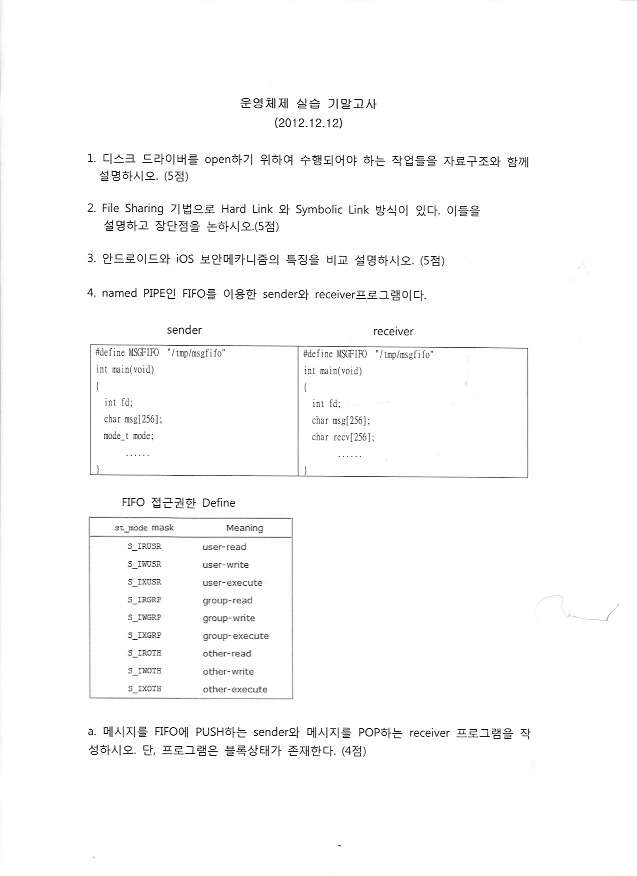 운영체제 실습 기말고사
(2012.12.12)
1. 디스크 드라이버를 open하기 위하여 수행되어야 하는 작업들을 자료구조와 함께
설명하시오. (5점)
2. File Sharing 기법으로 Hard Link 와 Symbolic Link 방식이 있다. 이들을
설명하고 장단점을 논하시오.(5점)
3. 안드로이드와 iOS 보안메카니즘의 특징을 비교 설명하시오. (5점)
4. named PIPE인 FIFO를 이용한 sender와 receiver프로그램이다.
sender
#define MSGFIFO "/tmp/msgfifo"
int main(void)
{
int fd;
char msg[256];
mode_t mode;
......
}
receiver
#define MSGFIFO "/tmp/msgfifo"
int main(void)
{
int fd;
char msg[256];
char recv[256];
......
}
FIFO 접근권한 Define
st_mode mask Meaning
S_IRUSR user-read
S_IWUSR user-write
S_IXUSR user-execute
S_IRGRP group-read
S_IWGRP group-write
S_IXGRP group-execute
S_IROTH other-read
S_IWOTH other-write
S_IXOTH other-execute
a. 메시지를 FIFO에 PUSH하는 sender와 메시지를 POP하는 receiver 프로그램을 작
성하시오. 단, 프로그램은 블록상태가 존재한다. (4점)